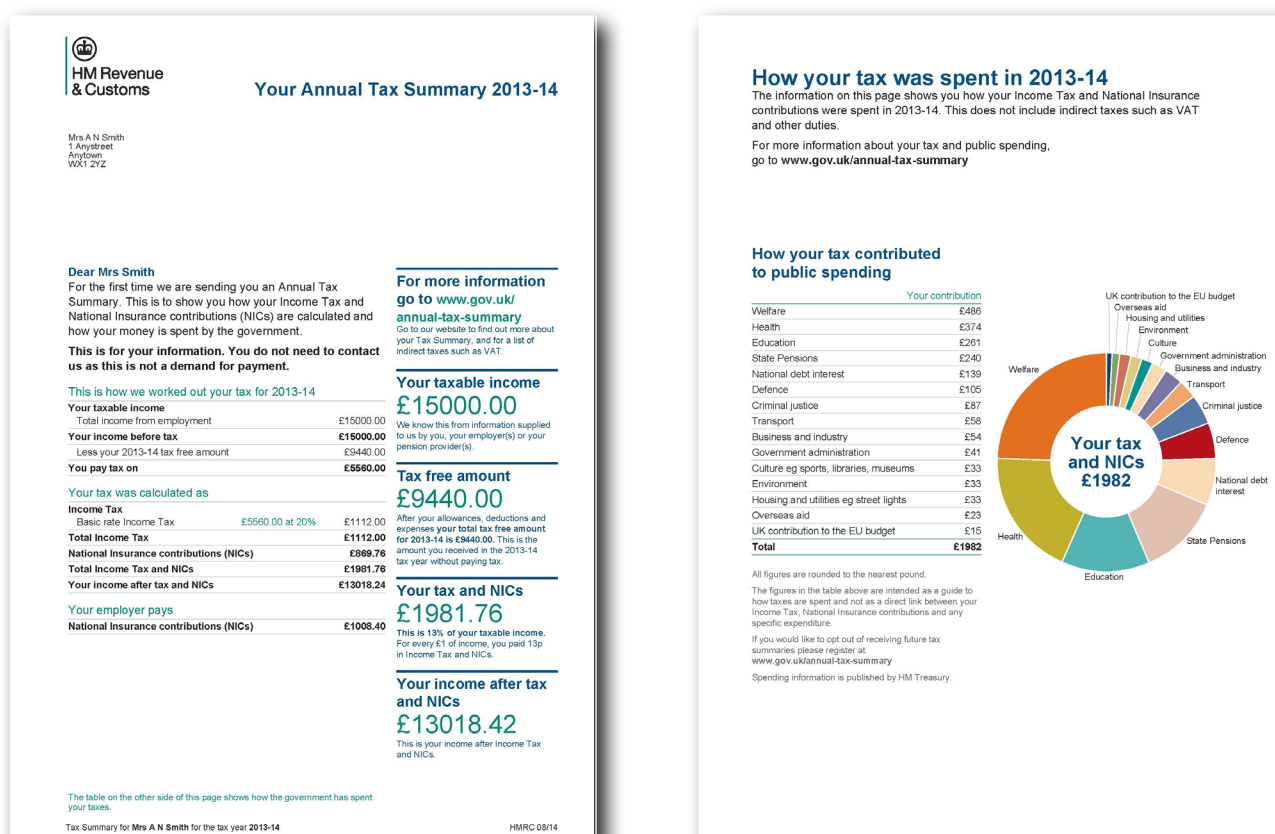 HM Revenue
& Customs
Your Annual Tax Summary 2013-14
Mrs A N Smith
1 Anystreet
Anytown
WX1 2YZ
Dear Mrs Smith
For the first time we are sending you an Annual Tax
Summary. This is to show you how your Income Tax and
National Insurance contributions (NICs) are calculated and
how your money is spent by the government.
This is for your information. You do not need to contact
us as this is not a demand for payment.
This is how we worked out your tax for 2013-14
Your taxable income
Total income from employment £15000.00
Your income before tax £15000.00
Less your 2013-14 tax free amount £9440.00
You pay tax on £5560.00
Your tax was calculated as
Income Tax
Basic rate Income Tax £5560.00 at 20% £1112.00
Total Income Tax £1112.00
National Insurance contributions (NICs) £869.76
Total Income Tax and NICs £1981.76
Your income after tax and NICs £13018.24
Your employer pays
National Insurance contributions (NICs) £1008.40
For more information
go to www.gov.uk/
annual-tax-summary
Go to our website to find out more about
your Tax Summary, and for a list of
indirect taxes such as VAT.
Your taxable income
£15000.00
We know this from information supplied
to us by you, your employer(s) or your
pension provider(s).
Tax free amount
£9440.00
After your allowances, deductions and
expenses your total tax free amount
for 2013-14 is £9440.00. This is the
amount you received in the 2013-14
tax year without paying tax.
Your tax and NICs
£1981.76
This is 13% of your taxable income.
For every £1 of income, you paid 13p
in Income Tax and NICs.
Your income after tax
and NICs
£13018.42
This is your income after Income Tax
and NICs.
The table on the other side of this page shows how the government has spent
your taxes.
Tax Summary for Mrs A N Smith for the tax year 2013-14
HMRC 08/14
How your tax was spent in 2013-14
The information on this page shows you how your Income Tax and National Insurance
contributions were spent in 2013-14. This does not include indirect taxes such as VAT
and other duties.
For more information about your tax and public spending,
go to www.gov.uk/annual-tax-summary
How your tax contributed
to public spending
Your contribution
Welfare £486
Health £374
Education £261
State Pensions £240
National debt interest £139
Defence £105
Criminal justice £87
Transport £58
Business and industry £54
Government administration £41
Culture eg sports, libraries, museums £33
Environment £33
Housing and utilities eg street lights £33
Overseas aid £23
UK contribution to the EU budget £15
Total £1982
All figures are rounded to the nearest pound.
The figures in the table above are intended as a guide to
how taxes are spent and not as a direct link between your
Income Tax, National Insurance contributions and any
specific expenditure.
If you would like to opt out of receiving future tax
summaries please register at
www.gov.uk/annual-tax-summary
Spending information is published by HM Treasury.
UK contribution to the EU budget
Overseas aid
Housing and utilities
Environment
Culture
Government administration
Business and industry
Transport
Criminal justice
Defence
National debt
interest
State Pensions
Education
Health
Welfare
Your tax
and NICs
£1982